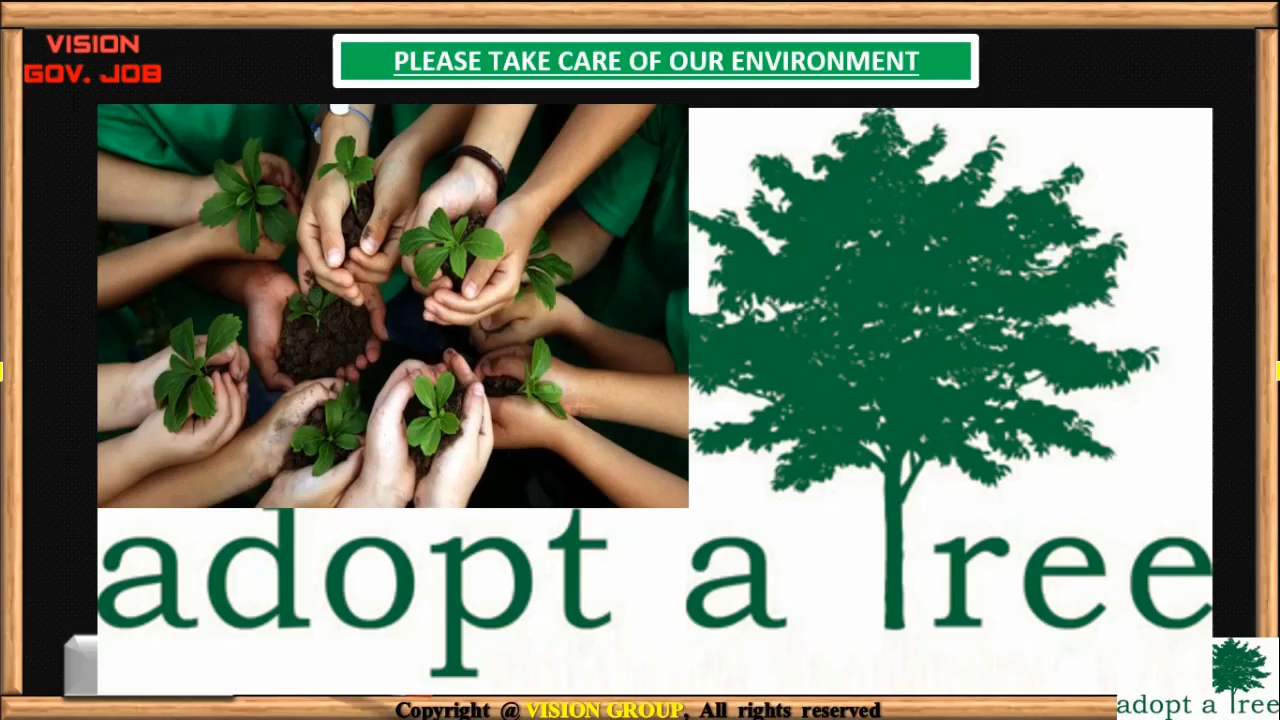 VISION
GOV. JOB
PLEASE TAKE CARE OF OUR ENVIRONMENT
adopt a Tree
Copyright @ VISION GROUP, All rights reserved
adopt a Tree